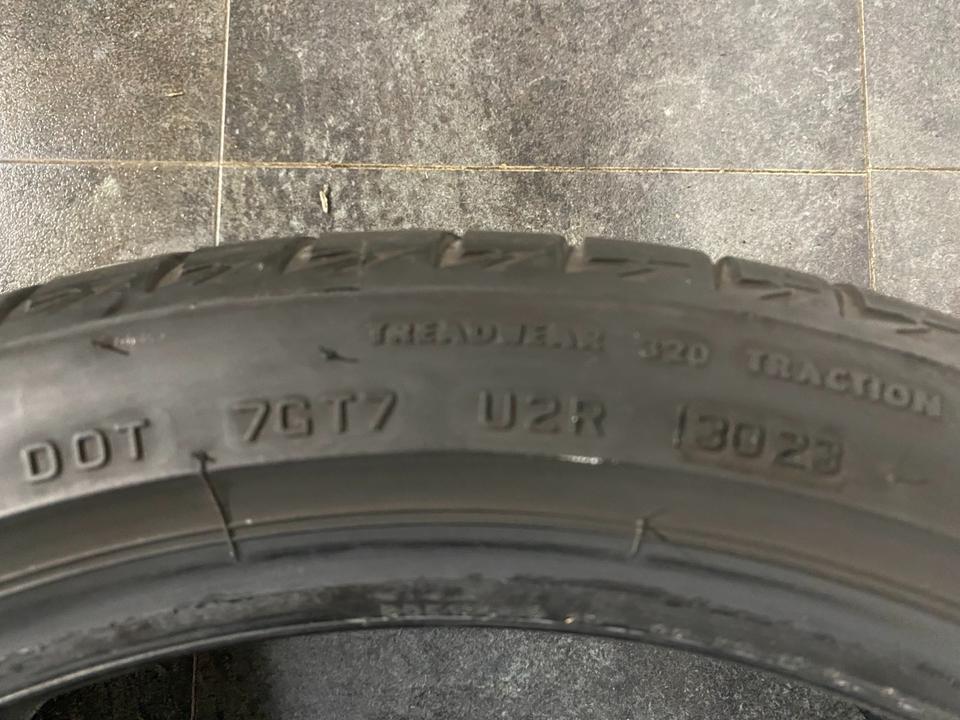 TREADWEAR 320 TRACTION
DOT 7GT7 U2R 3023